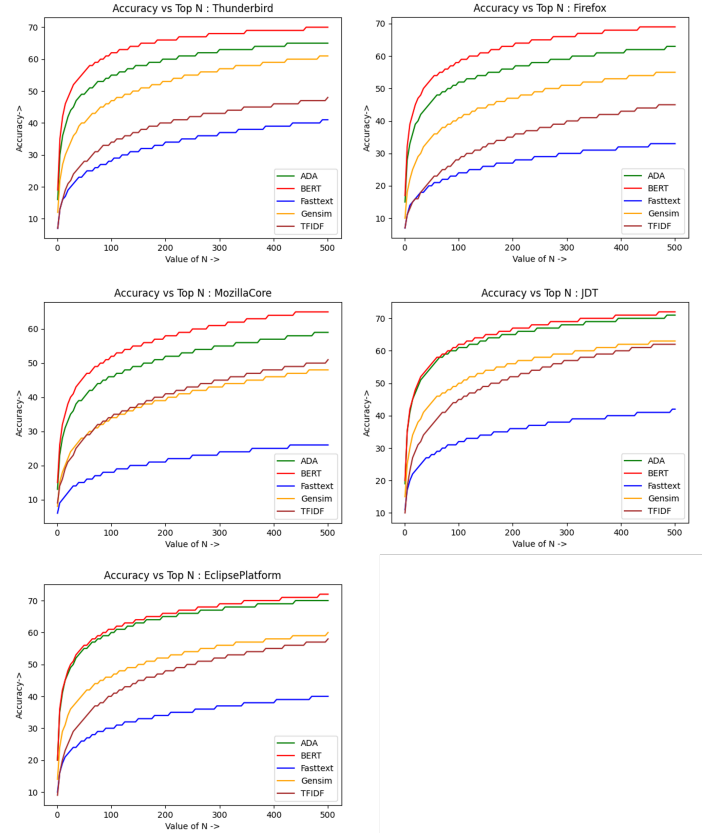 Accuracy vs Top N : Thunderbird
Accuracy->
70
60
50
40
30
20
10
0
100
200
300
400
500
Value of N ->
ADA
BERT
Fasttext
Gensim
TFIDF
Accuracy vs Top N : Firefox
Accuracy->
70
60
50
40
30
20
10
0
100
200
300
400
500
Value of N ->
ADA
BERT
Fasttext
Gensim
TFIDF
Accuracy vs Top N : MozillaCore
Accuracy->
60
50
40
30
20
10
0
100
200
300
400
500
Value of N ->
ADA
BERT
Fasttext
Gensim
TFIDF
Accuracy vs Top N : JDT
Accuracy->
70
60
50
40
30
20
10
0
100
200
300
400
500
Value of N ->
ADA
BERT
Fasttext
Gensim
TFIDF
Accuracy vs Top N : EclipsePlatform
Accuracy->
70
60
50
40
30
20
10
0
100
200
300
400
500
Value of N ->
ADA
BERT
Fasttext
Gensim
TFIDF